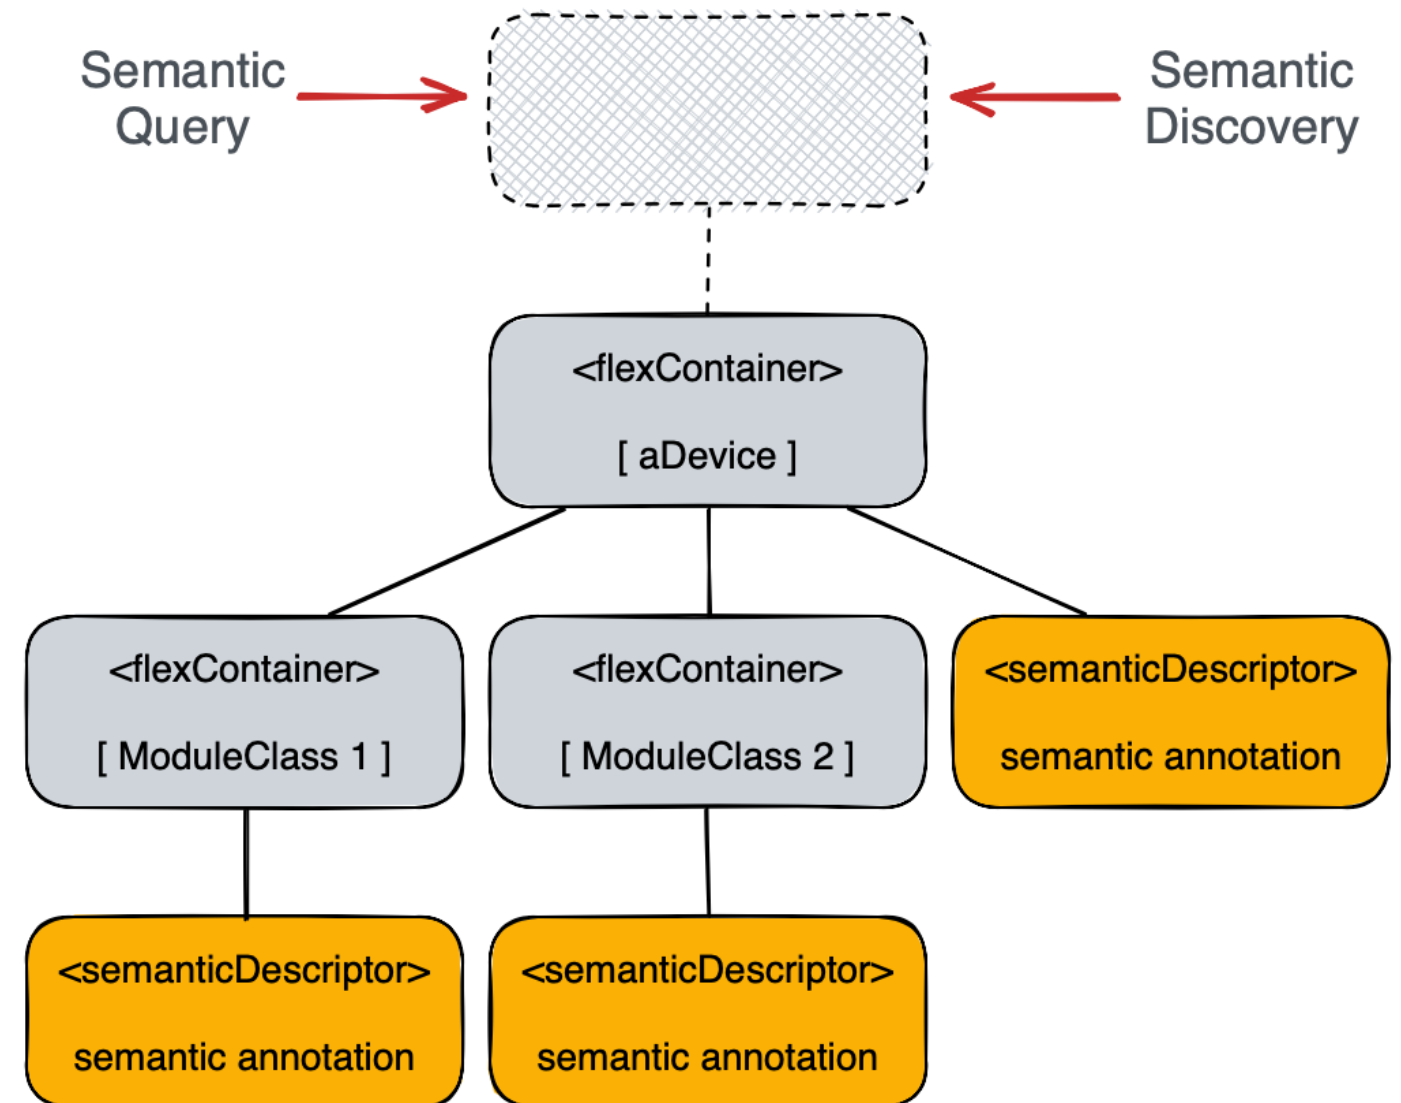 Semantic
Query
Semantic
Discovery
<flexContainer>
[ aDevice ]
<flexContainer>
[ ModuleClass 1 ]
<flexContainer>
[ ModuleClass 2 ]
<semanticDescriptor>
semantic annotation
<semanticDescriptor>
semantic annotation
<semanticDescriptor>
semantic annotation